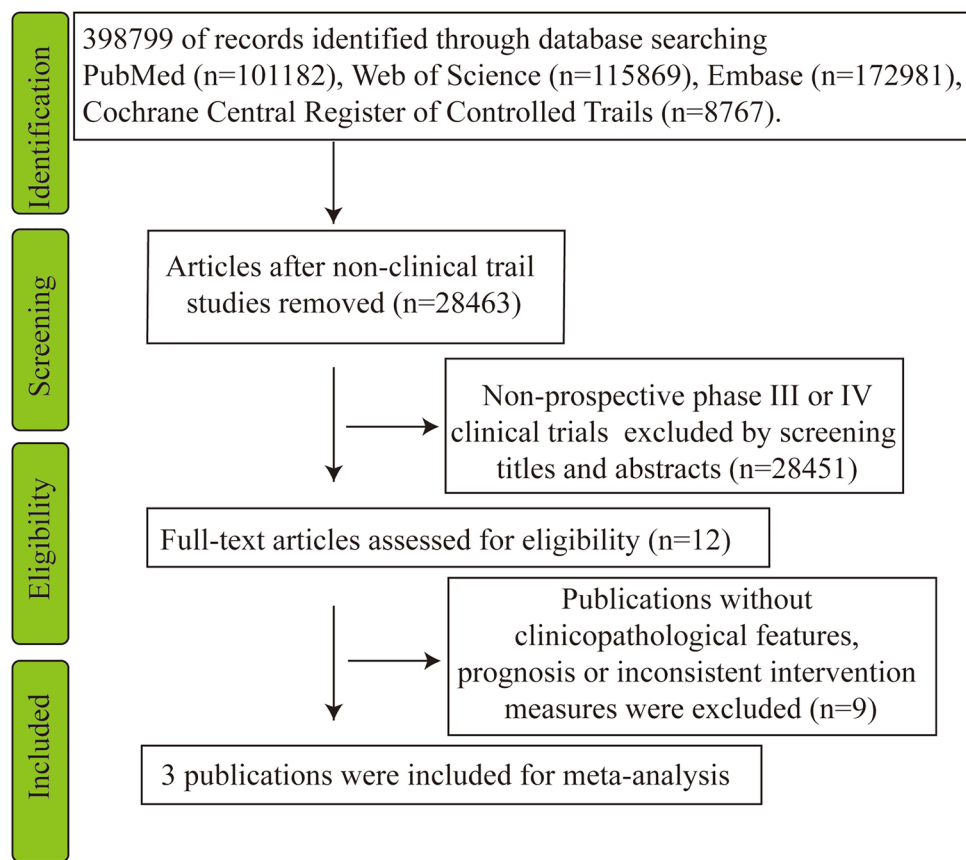 Identification
398799 of records identified through database searching
PubMed (n=101182), Web of Science (n=115869), Embase (n=172981),
Cochrane Central Register of Controlled Trails (n=8767).
Screening
Articles after non-clinical trail
studies removed (n=28463)
Non-prospective phase III or IV
clinical trials excluded by screening
titles and abstracts (n=28451)
Eligibility
Full-text articles assessed for eligibility (n=12)
Publications without
clinicopathological features,
prognosis or inconsistent intervention
measures were excluded (n=9)
Included
3 publications were included for meta-analysis